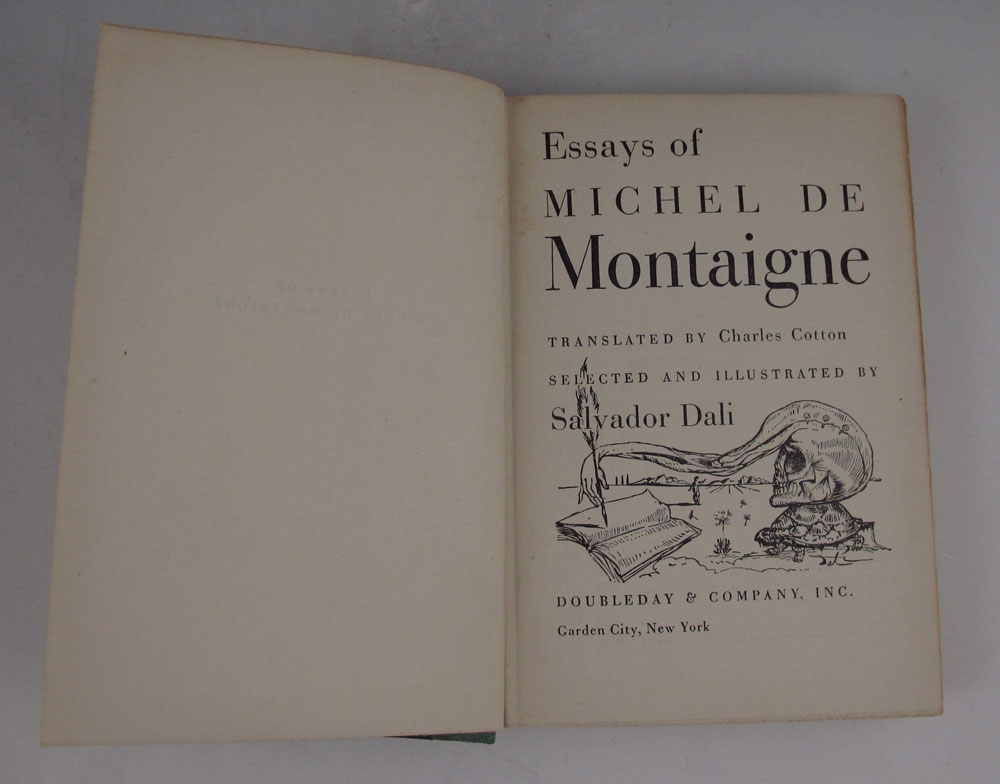 Essays of
MICHEL DE
Montaigne
TRANSLATED BY Charles Cotton
SELECTED AND ILLUSTRATED BY
Salvador Dali
Dali
DOUBLEDAY & COMPANY, INC.
Garden City, New York